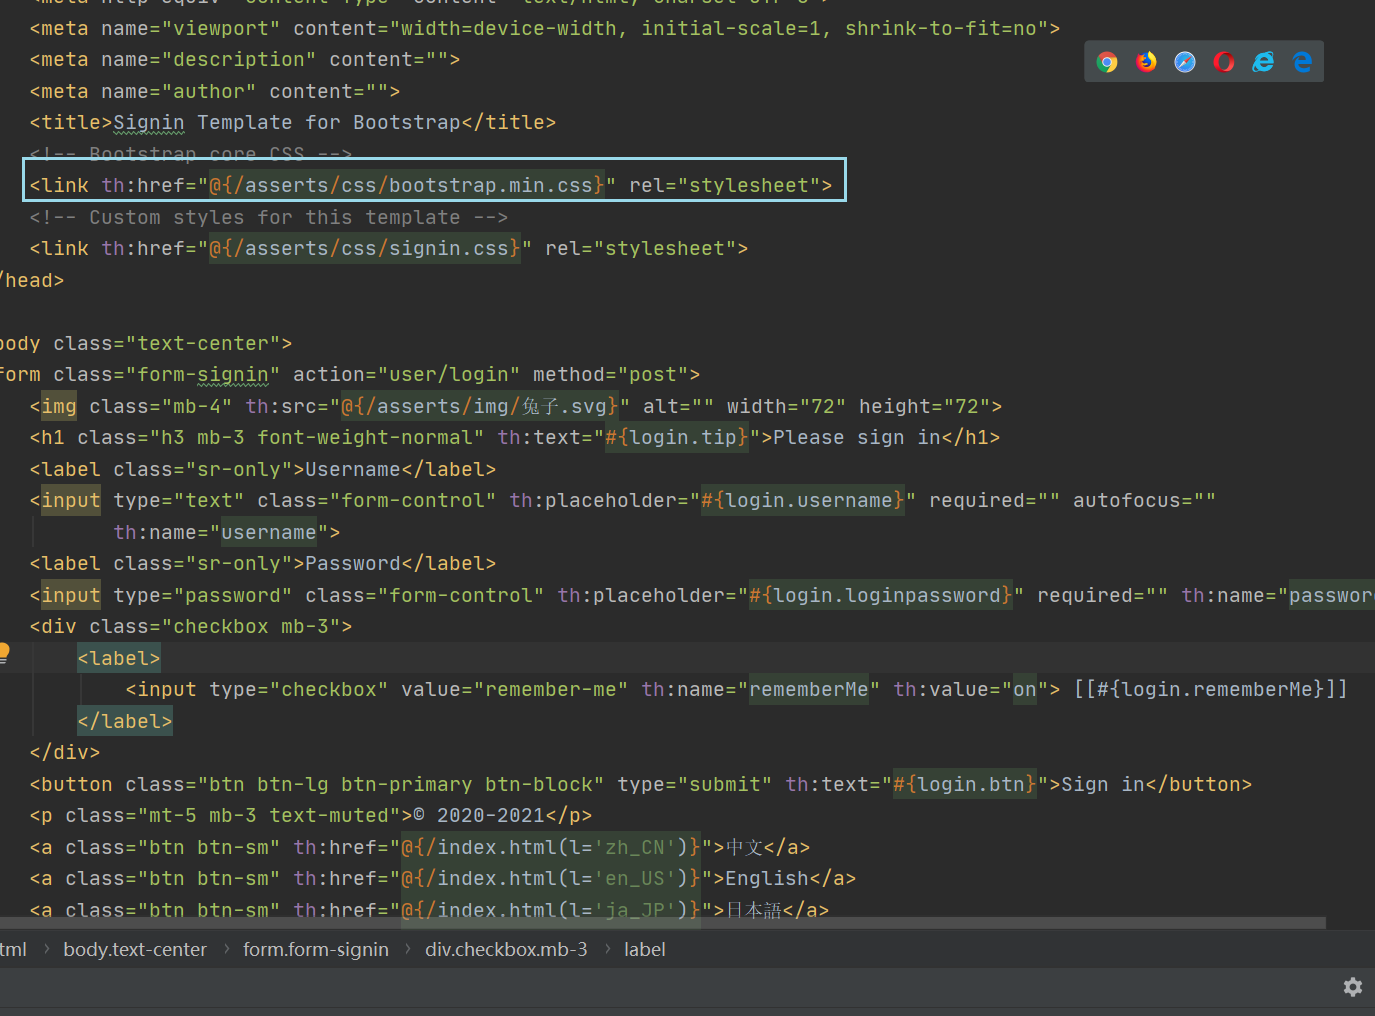 <meta name="viewport" content="width=device-width, initial-scale=1, shrink-to-fit=no">
<meta name="description" content="">
<meta name="author" content="">
<title>Signin Template for Bootstrap</title>
<!-- Bootstrap core CSS -->
<link th:href="@{/asserts/css/bootstrap.min.css}" rel="stylesheet">
<!-- Custom styles for this template -->
<link th:href="@{/asserts/css/signin.css}" rel="stylesheet">
/head>
body class="text-center">
form class="form-signin" action="user/login" method="post">
<img class="mb-4" th:src="@{/asserts/img/兔子.svg}" alt="" width="72" height="72">
<h1 class="h3 mb-3 font-weight-normal" th:text="#{login.tip}">Please sign in</h1>
<label class="sr-only">Username</label>
<input type="text" class="form-control" th:placeholder="#{login.username}" required="" autofocus=""
th:name="username">
<label class="sr-only">Password</label>
<input type="password" class="form-control" th:placeholder="#{login.loginpassword}" required="" th:name="passwor
<div class="checkbox mb-3">
<label>
<input type="checkbox" value="remember-me" th:name="rememberMe" th:value="on"> [[#{login.rememberMe}]]
</label>
</div>
<button class="btn btn-lg btn-primary btn-block" type="submit" th:text="#{login.btn}">Sign in</button>
<p class="mt-5 mb-3 text-muted">© 2020-2021</p>
<a class="btn btn-sm" th:href="@{/index.html(l='zh_CN')}">中文</a>
<a class="btn btn-sm" th:href="@{/index.html(l='en_US')}">English</a>
<a class="btn btn-sm" th:href="@{/index.html(l='ja_JP')}">日本語</a>
tml › body.text-center › form.form-signin › div.checkbox.mb-3 › label